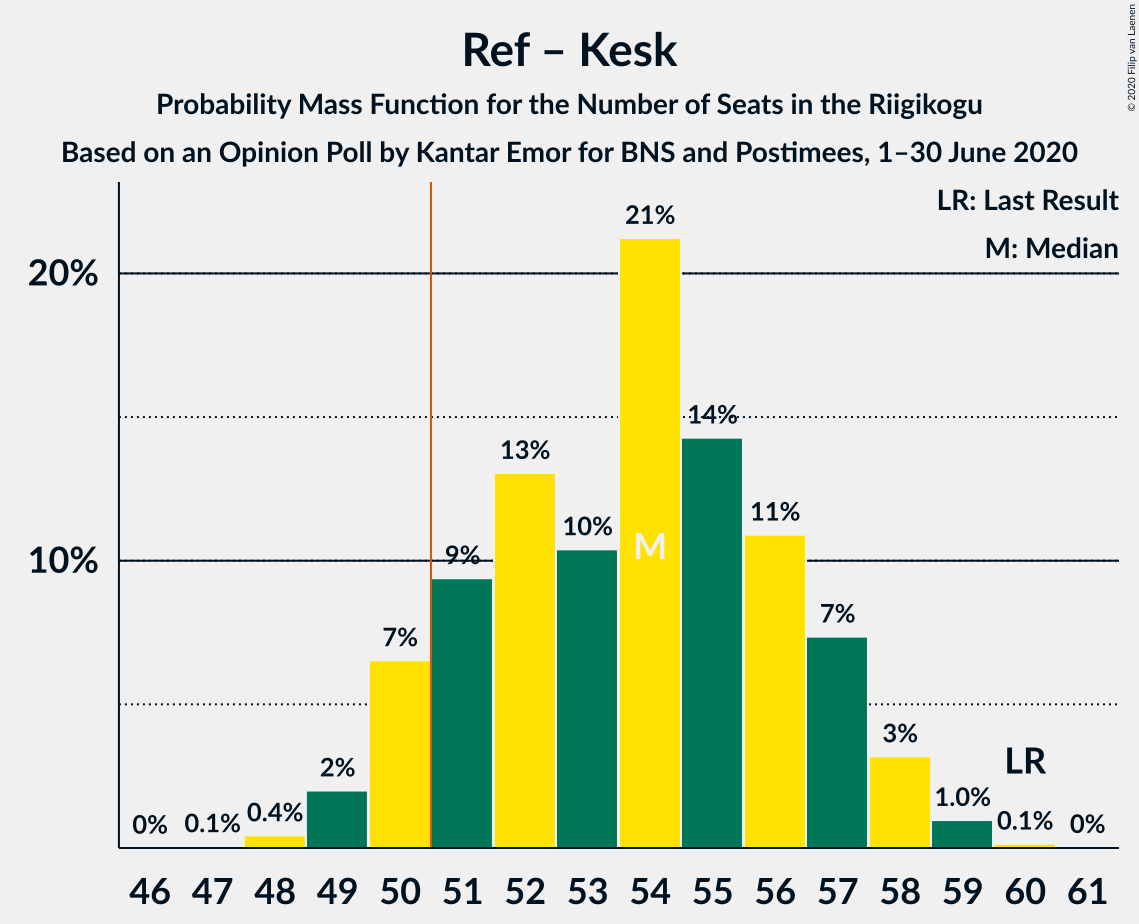 Ref – Kesk
Probability Mass Function for the Number of Seats in the Riigikogu
Based on an Opinion Poll by Kantar Emor for BNS and Postimees, 1–30 June 2020
© 2020 Filip van Laenen
LR: Last Result
M: Median
20%
10%
0% 0.1% 0.4% 2% 7% 9% 13% 10% 21% 14% 11% 7% 3% 1.0% 0.1% 0%
M
LR
46 47 48 49 50 51 52 53 54 55 56 57 58 59 60 61